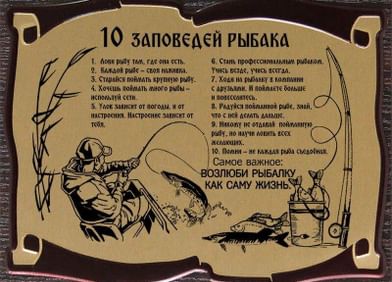 10 ЗАПОВЕДЕЙ РЫБАКА
1. Лови рыбу там, где она есть.
2. Каждой рыбе – своя наживка.
3. Старайся поймать крупную рыбу.
4. Хочешь поймать много рыбы –
используй сети.
5. Улов зависит от погоды, и от
настроения. Настроение зависит от
тебя.
6. Стань профессиональным рыбаком.
Учись везде, учись всегда.
7. Ходи на рыбалку в компании
с друзьями. И поймаете больше
и повеселитесь.
8. Радуйся пойманной рыбе, знай,
что с ней делать дальше.
9. Никому не отдавай пойманную
рыбу, но научи ловить всех
желающих.
10. Помни – не каждая рыба съедобная.
Самое важное:
ВОЗЛЮБИ РЫБАЛКУ
КАК САМУ ЖИЗНЬ.